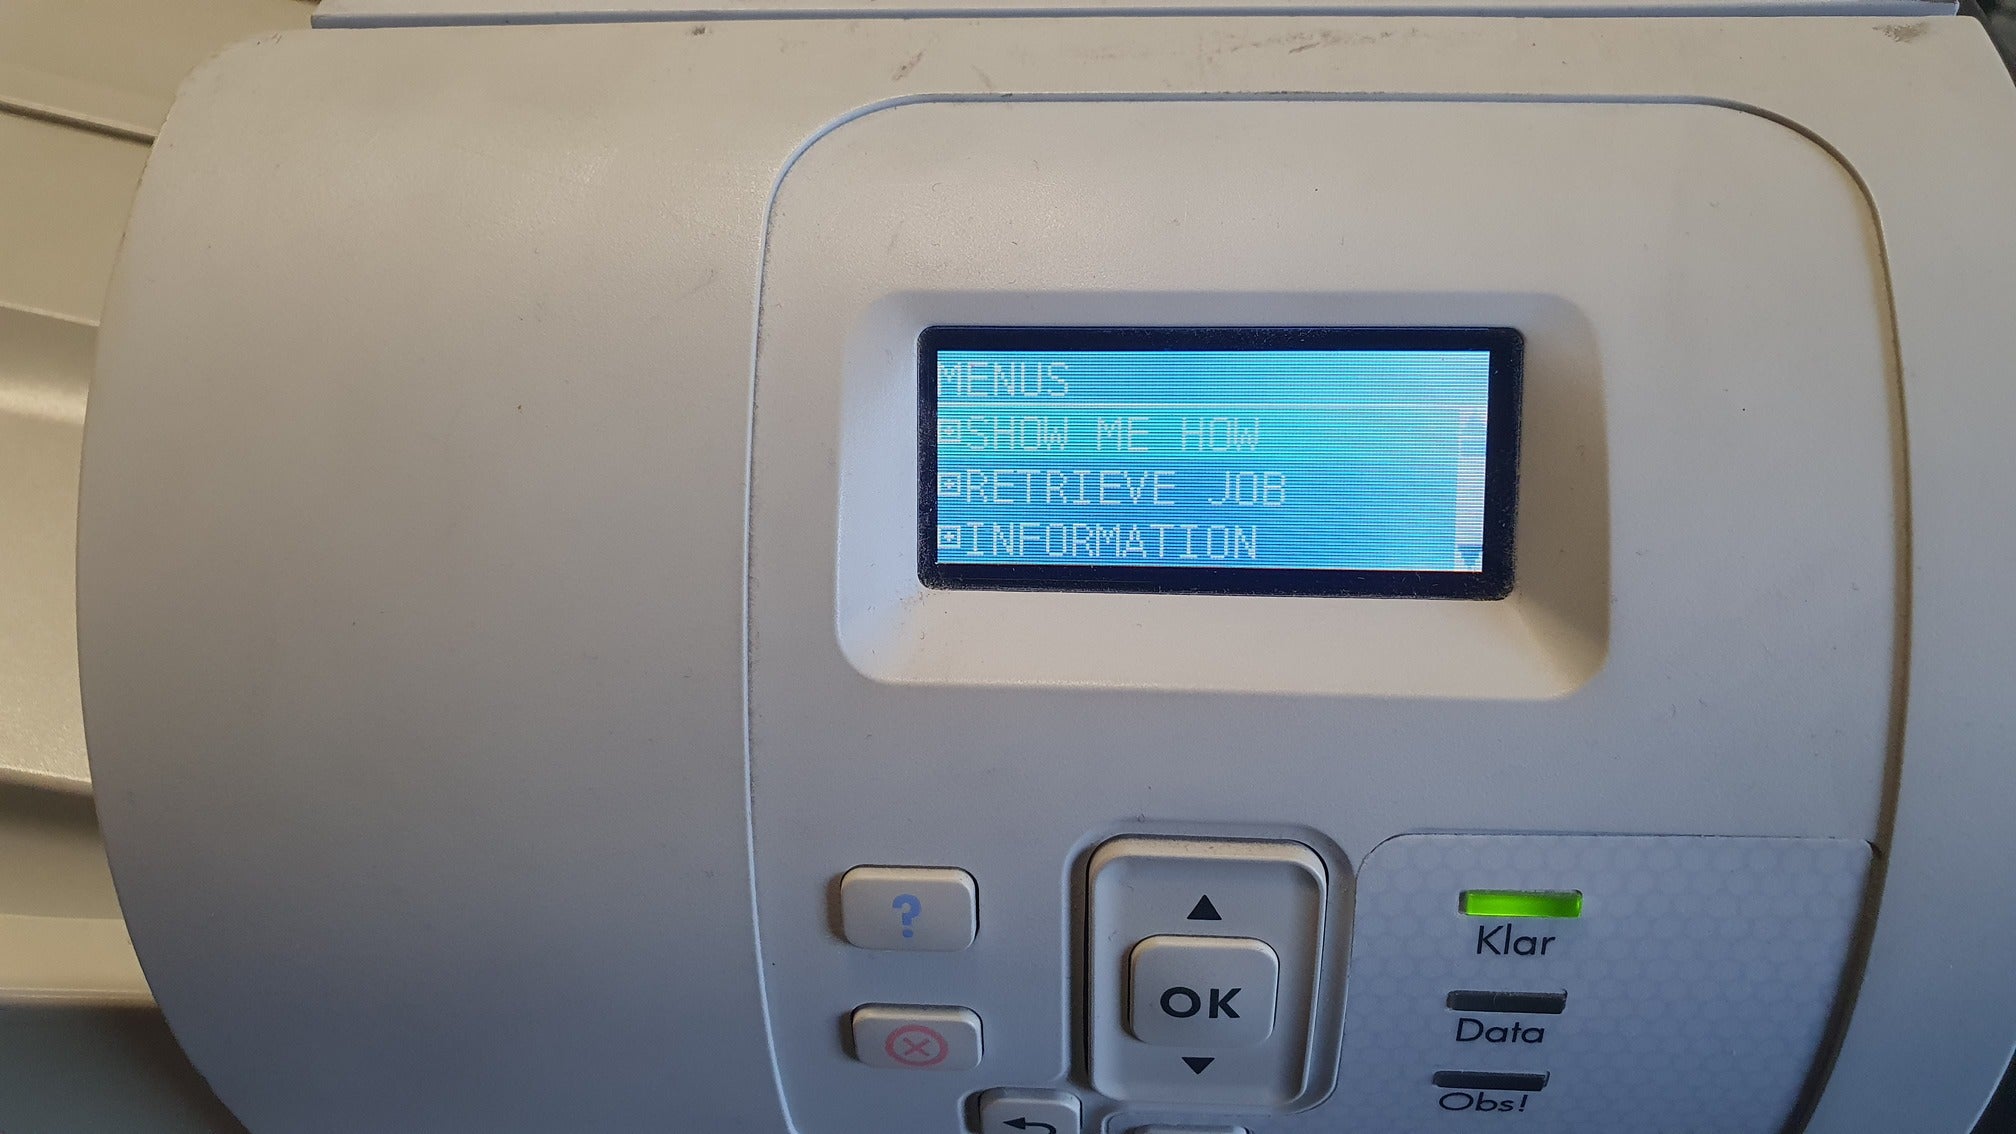 MENUS
SHOW ME HOW
RETRIEVE JOB
INFORMATION
?
OK
Klar
Data
Obs!